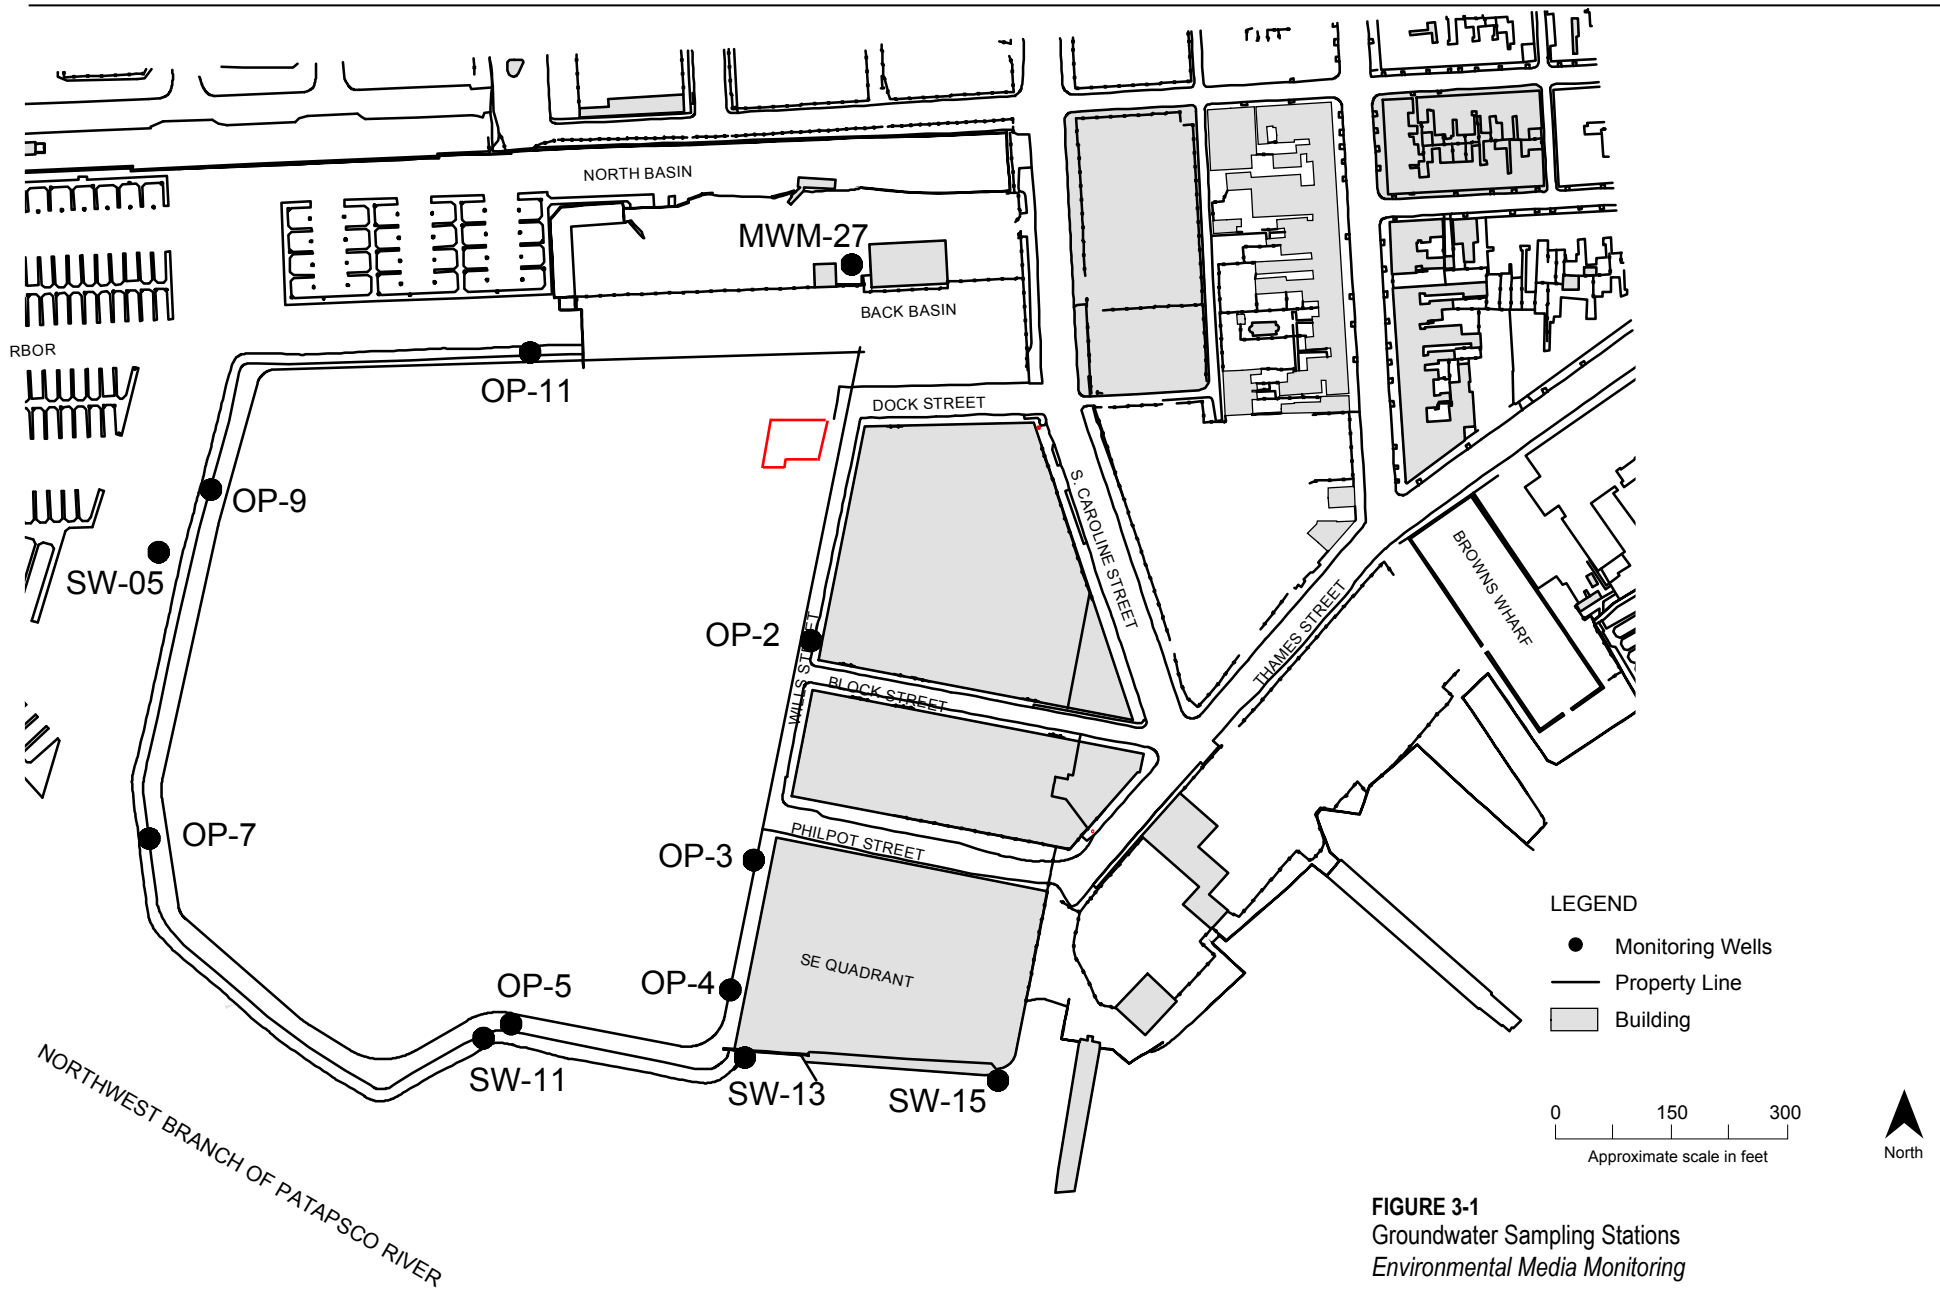 NORTH BASIN
MWM-27
BACK BASIN
RBOR
OP-11
DOCK STREET
OP-9
S. CAROLINE STREET
SW-05
BROWNS WHARF
OP-2
THAMES STREET
WILLS STREET
BLOCK STREET
OP-7
PHILPOT STREET
OP-3
SE QUADRANT
OP-4
OP-5
SW-11
SW-13
SW-15
NORTHWEST BRANCH OF PATAPSCO RIVER
LEGEND
Monitoring Wells
Property Line
Building
0 150 300
Approximate scale in feet
North
FIGURE 3-1
Groundwater Sampling Stations
Environmental Media Monitoring